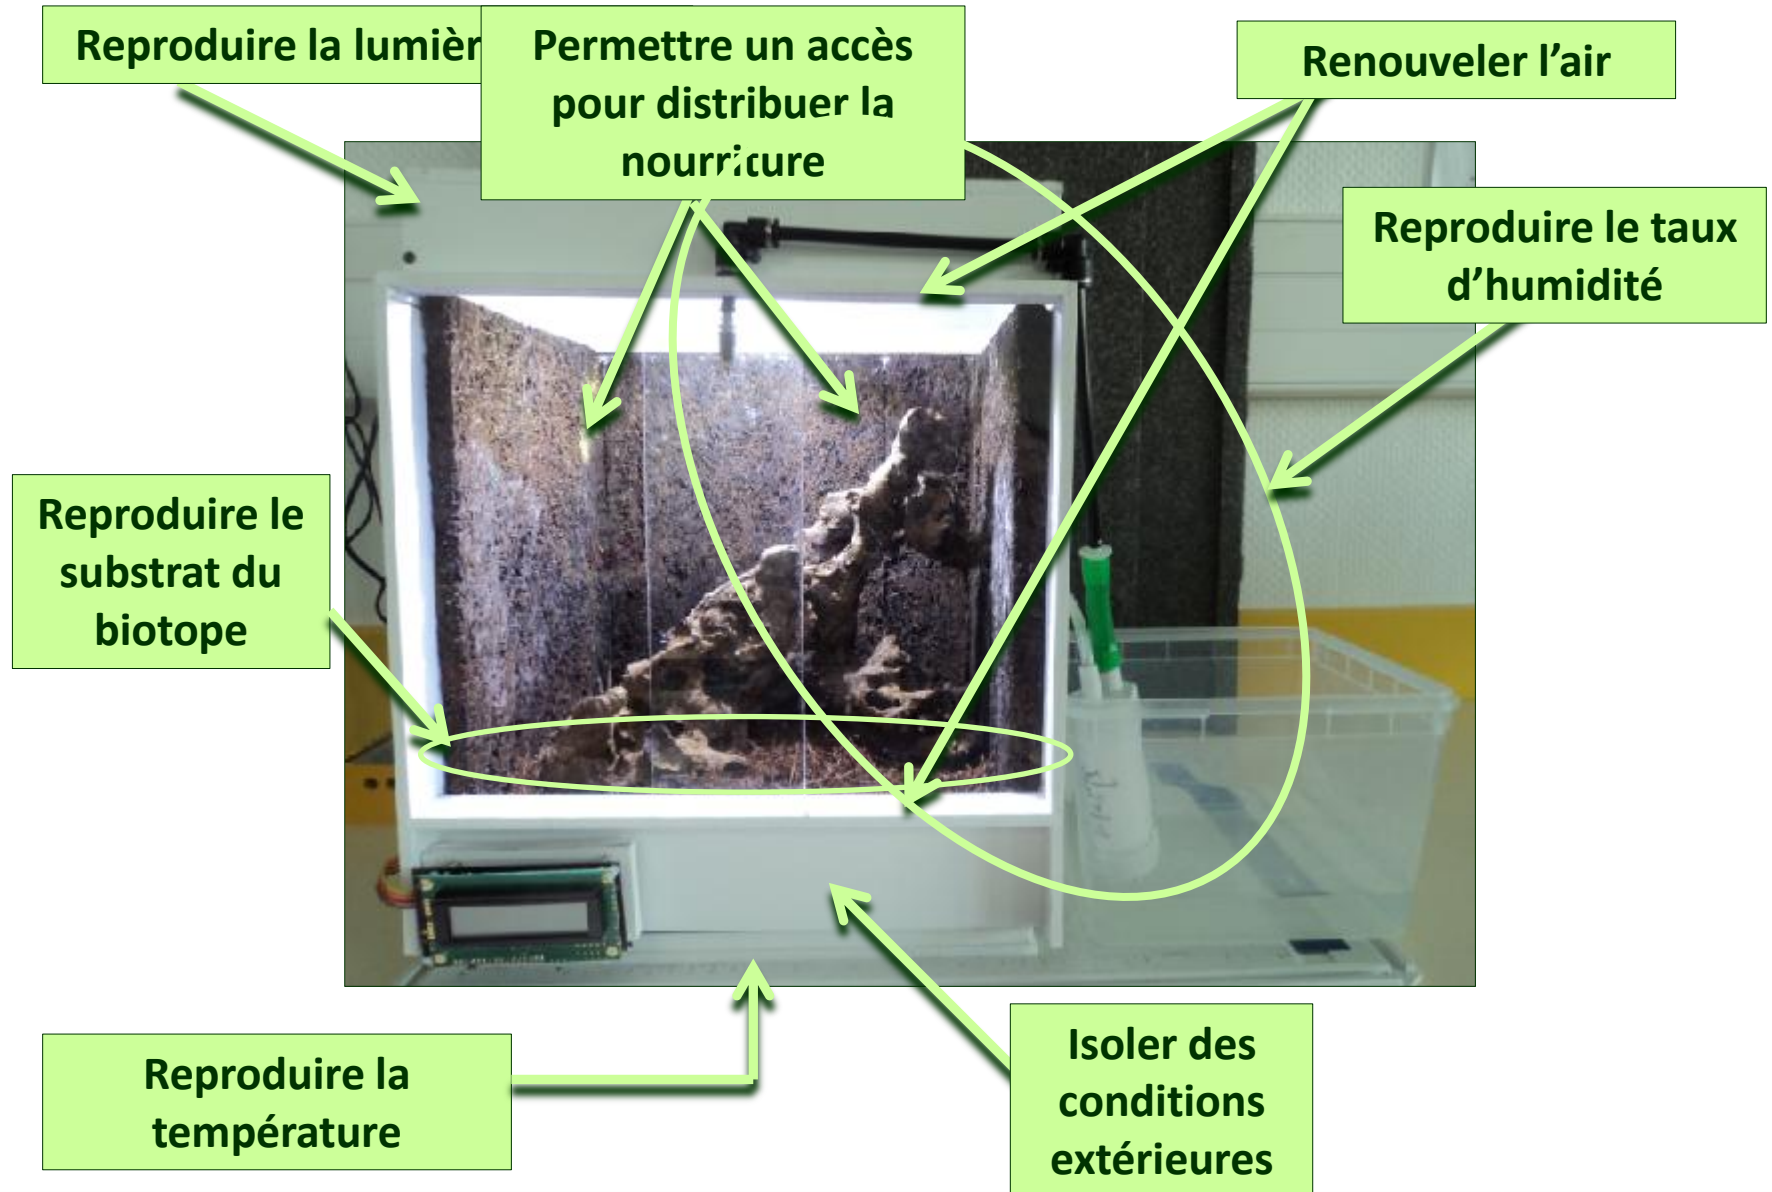 Reproduire la lumièr
Permettre un accès
pour distribuer la
nourriture
Renouveler l’air
Reproduire le taux
d’humidité
Reproduire le
substrat du
biotope
Reproduire la
température
Isoler des
conditions
extérieures